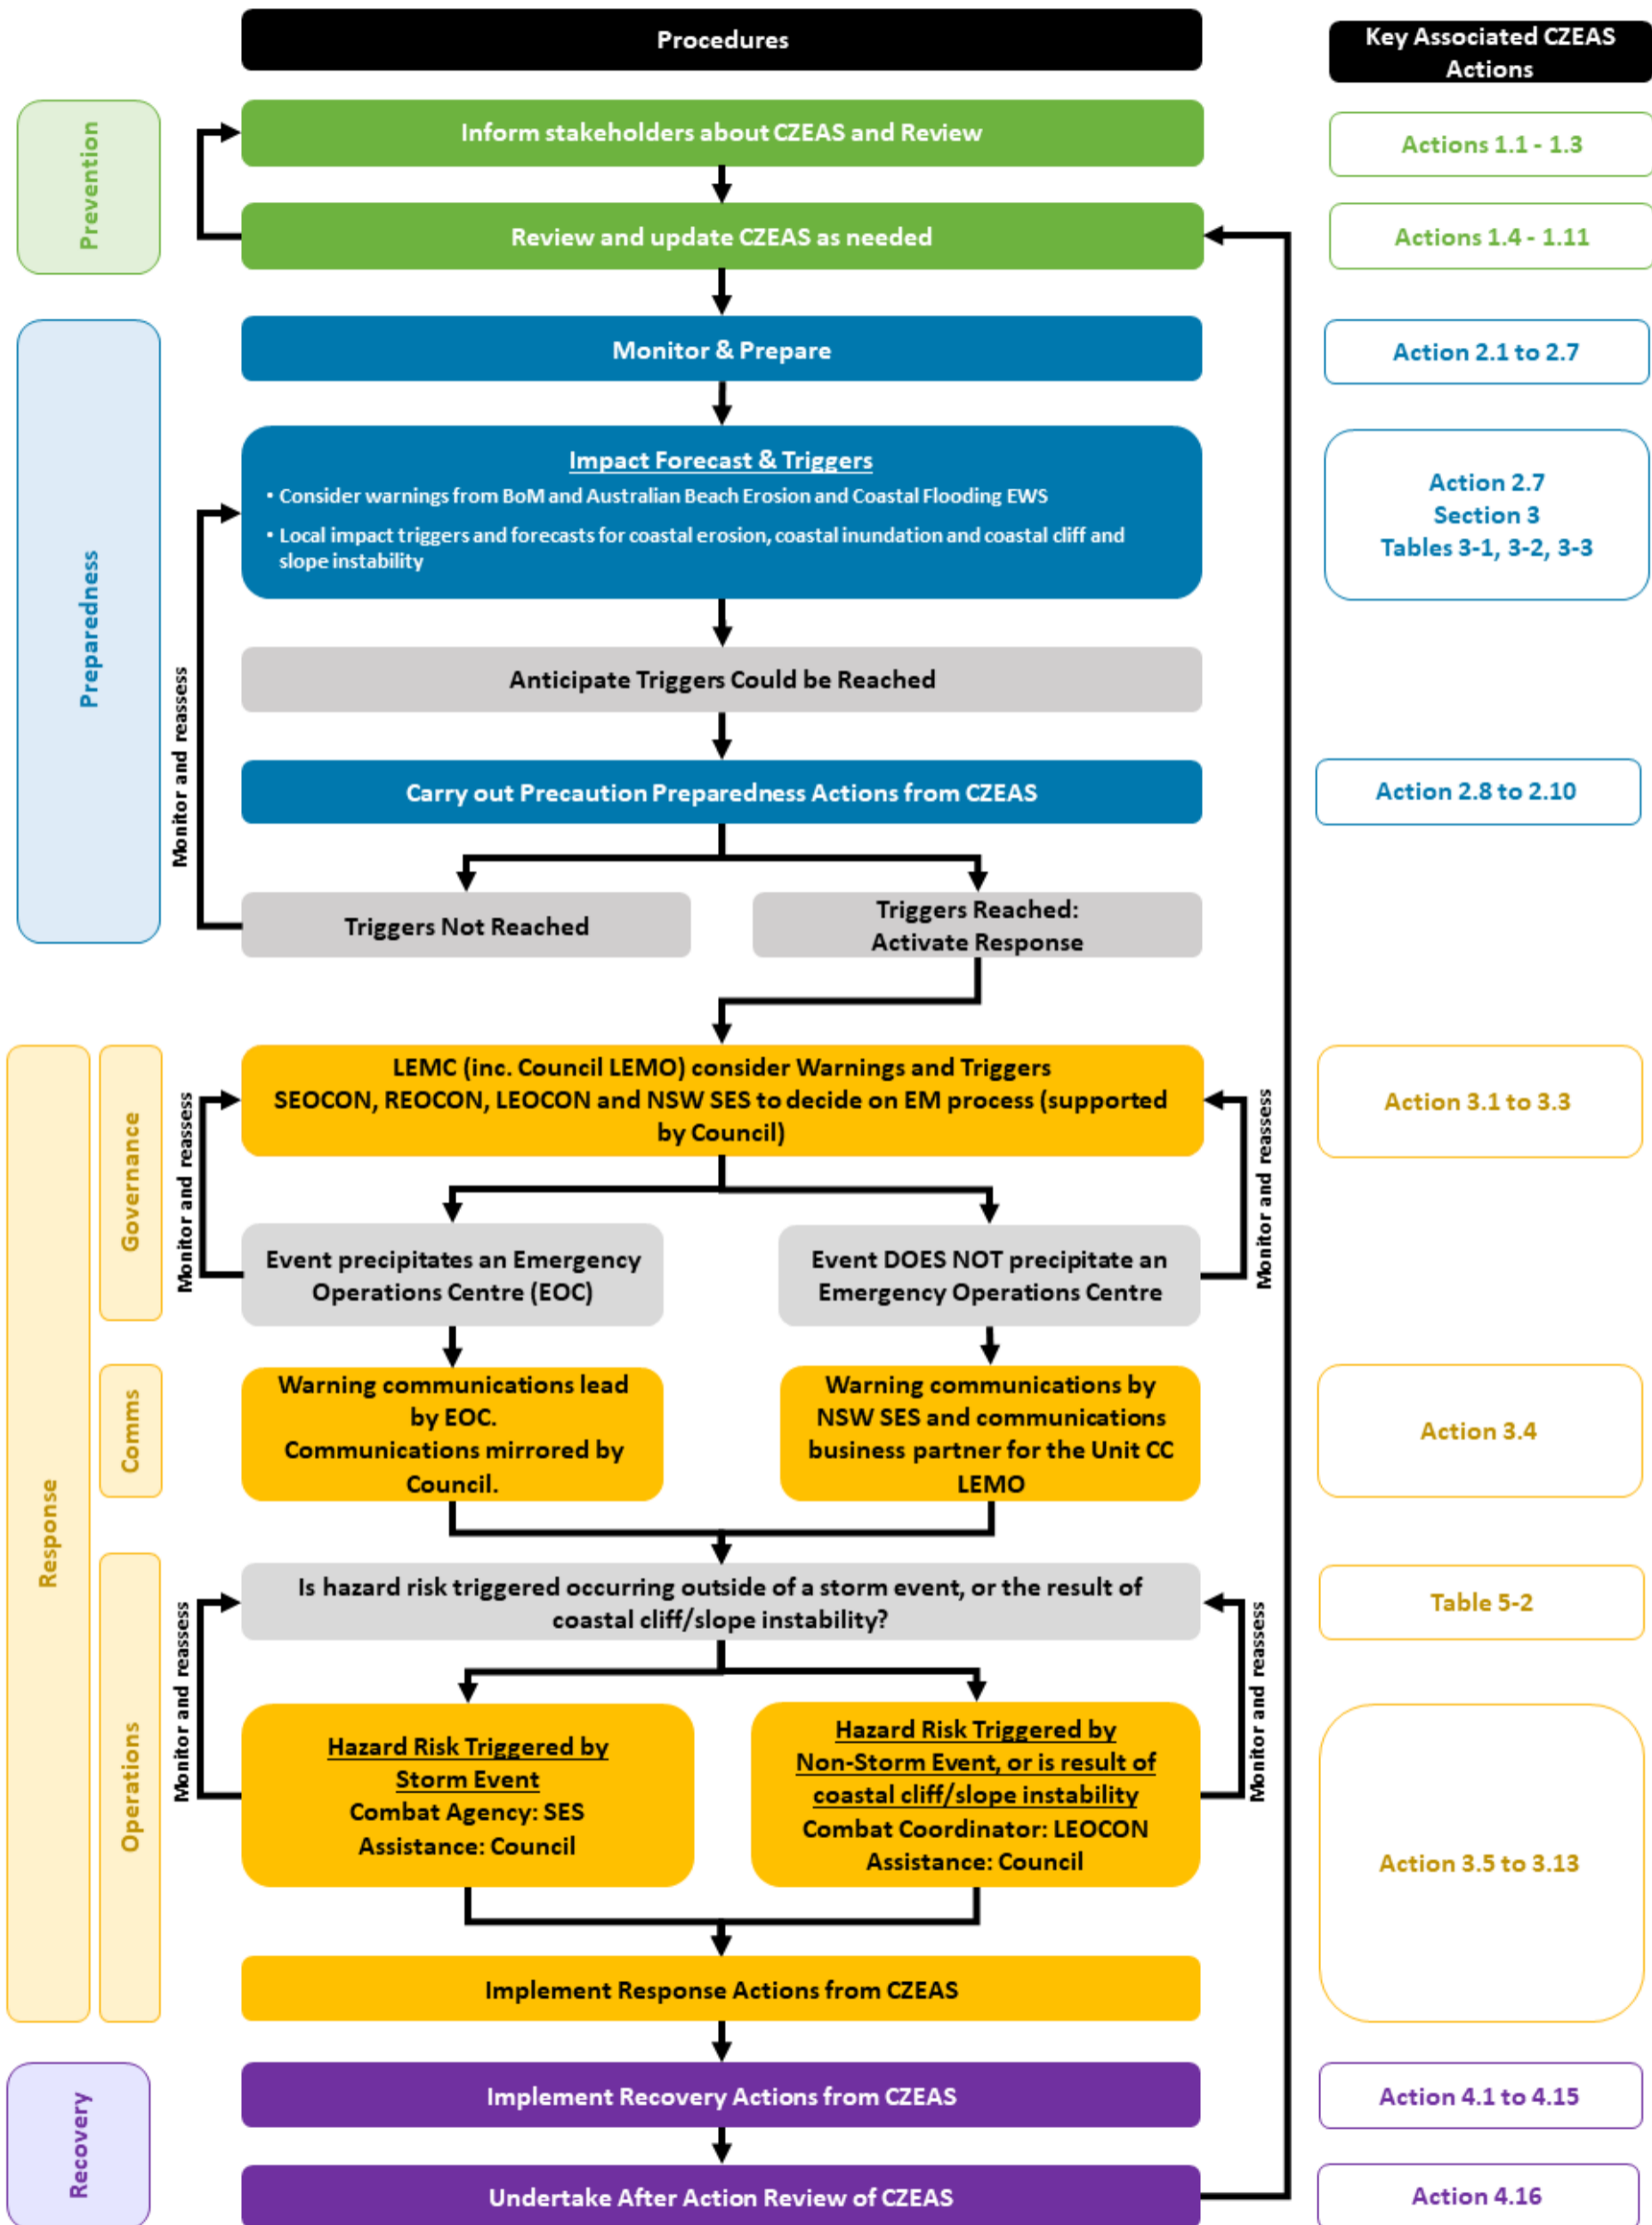 Procedures
Key Associated CZEAS
Actions
Prevention
Inform stakeholders about CZEAS and Review
Actions 1.1 - 1.3
Review and update CZEAS as needed
Actions 1.4 - 1.11
Preparedness
Monitor & Prepare
Action 2.1 to 2.7
Impact Forecast & Triggers
• Consider warnings from BoM and Australian Beach Erosion and Coastal Flooding EWS
• Local impact triggers and forecasts for coastal erosion, coastal inundation and coastal cliff and
slope instability
Action 2.7
Section 3
Tables 3-1, 3-2, 3-3
Monitor and reassess
Anticipate Triggers Could be Reached
Carry out Precaution Preparedness Actions from CZEAS
Action 2.8 to 2.10
Triggers Not Reached
Triggers Reached:
Activate Response
Response
Governance
Monitor and reassess
LEMC (inc. Council LEMO) consider Warnings and Triggers
SEOCON, REOCON, LEOCON and NSW SES to decide on EM process (supported
by Council)
Monitor and reassess
Action 3.1 to 3.3
Event precipitates an Emergency
Operations Centre (EOC)
Event DOES NOT precipitate an
Emergency Operations Centre
Comms
Warning communications lead
by EOC.
Communications mirrored by
Council.
Warning communications by
NSW SES and communications
business partner for the Unit CC
LEMO
Action 3.4
Operations
Monitor and reassess
Is hazard risk triggered occurring outside of a storm event, or the result of
coastal cliff/slope instability?
Monitor and reassess
Table 5-2
Hazard Risk Triggered by
Storm Event
Combat Agency: SES
Assistance: Council
Hazard Risk Triggered by
Non-Storm Event, or is result of
coastal cliff/slope instability
Combat Coordinator: LEOCON
Assistance: Council
Action 3.5 to 3.13
Implement Response Actions from CZEAS
Recovery
Implement Recovery Actions from CZEAS
Action 4.1 to 4.15
Undertake After Action Review of CZEAS
Action 4.16